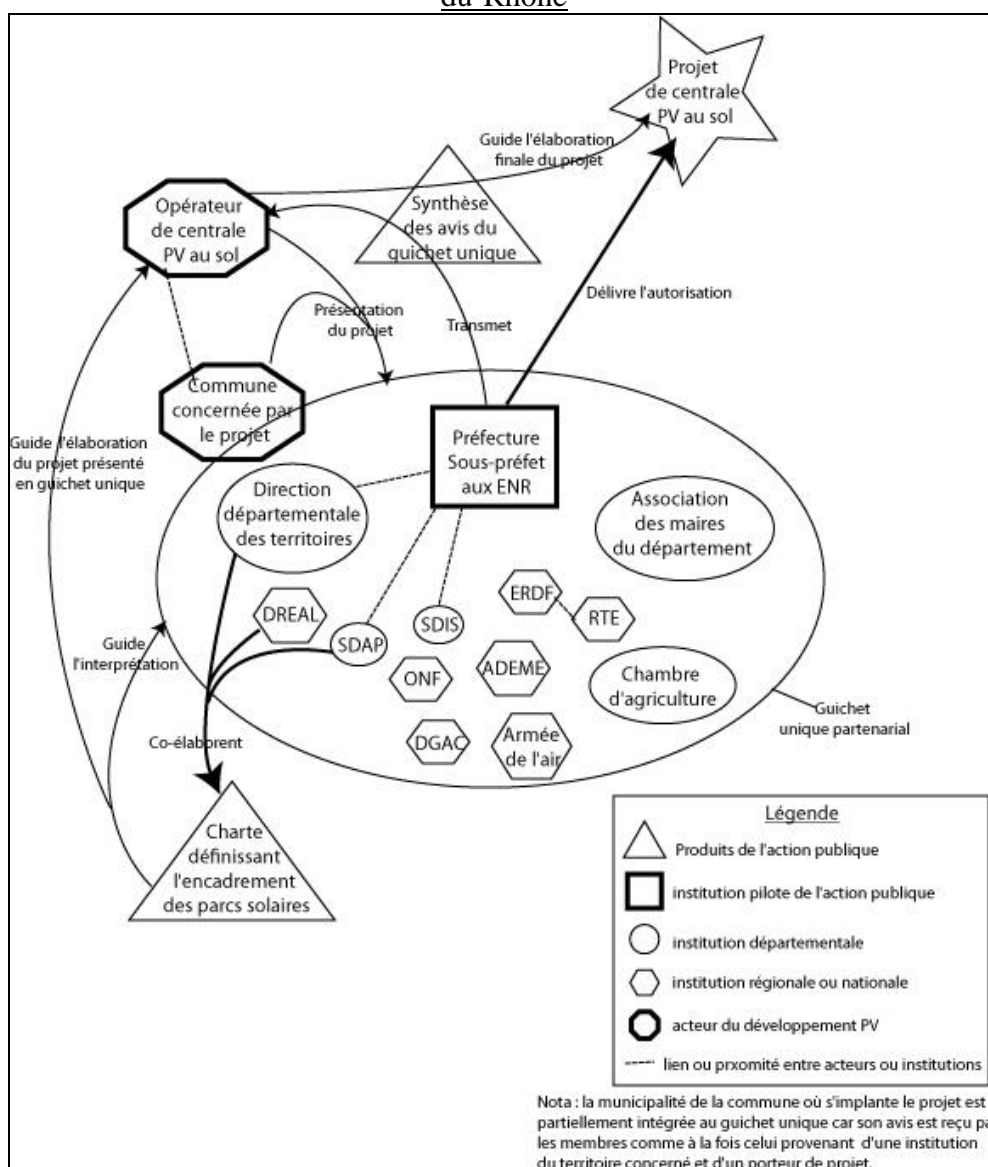 du Rhône
Projet
de centrale
PV au sol
Guide l'élaboration
finale du projet
Opérateur
de centrale
PV au sol
Synthèse
des avis du
guichet unique
Délivre l'autorisation
Présentation
du projet
Transmet
Commune
concernée par
le projet
Guide l'élaboration
du projet présenté
en guichet unique
Préfecture
Sous-préfet
aux ENR
Direction
départementale
des territoires
Association
des maires
du département
ERDF
RTE
DREAL
SDAP
SDIS
ONF
ADEME
Chambre
d'agriculture
Guide
l'interprétation
Guichet
unique partenarial
DGAC
Armée
de l'air
Co-élaborent
Charte
définissant
l'encadrement
des parcs solaires
Légende
Produits de l'action publique
institution pilote de l'action publique
institution départementale
institution régionale ou nationale
acteur du développement PV
lien ou prxomité entre acteurs ou institutions
Nota : la municipalité de la commune où s'implante le projet est
partiellement intégrée au guichet unique car son avis est reçu pa
les membres comme à la fois celui provenant d'une institution
du territoire concerné et d'un porteur de projet.